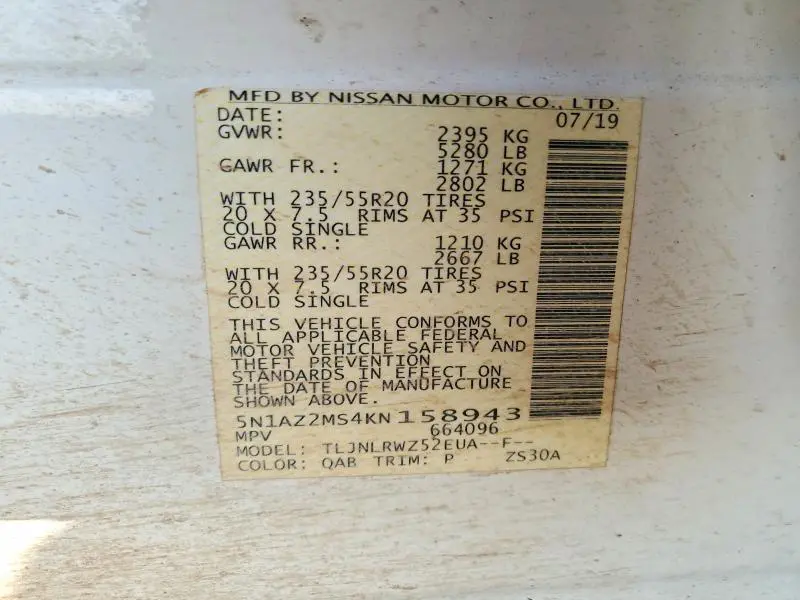 MFD BY NISSAN MOTOR CO., LTD.
DATE: 07/19
GVWR: 2395 KG
5280 LB
GAWR FR.: 1271 KG
2802 LB
WITH 235/55R20 TIRES
20 X 7.5 RIMS AT 35 PSI
COLD SINGLE
GAWR RR.: 1210 KG
2667 LB
WITH 235/55R20 TIRES
20 X 7.5 RIMS AT 35 PSI
COLD SINGLE
THIS VEHICLE CONFORMS TO
ALL APPLICABLE FEDERAL
MOTOR VEHICLE SAFETY AND
THEFT PREVENTION
STANDARDS IN EFFECT ON
THE DATE OF MANUFACTURE
SHOWN ABOVE.
5N1AZ2MS4KN158943
MPV 664096
MODEL: TLJNLRWZ52EUA--F--
COLOR: QAB TRIM: P ZS30A